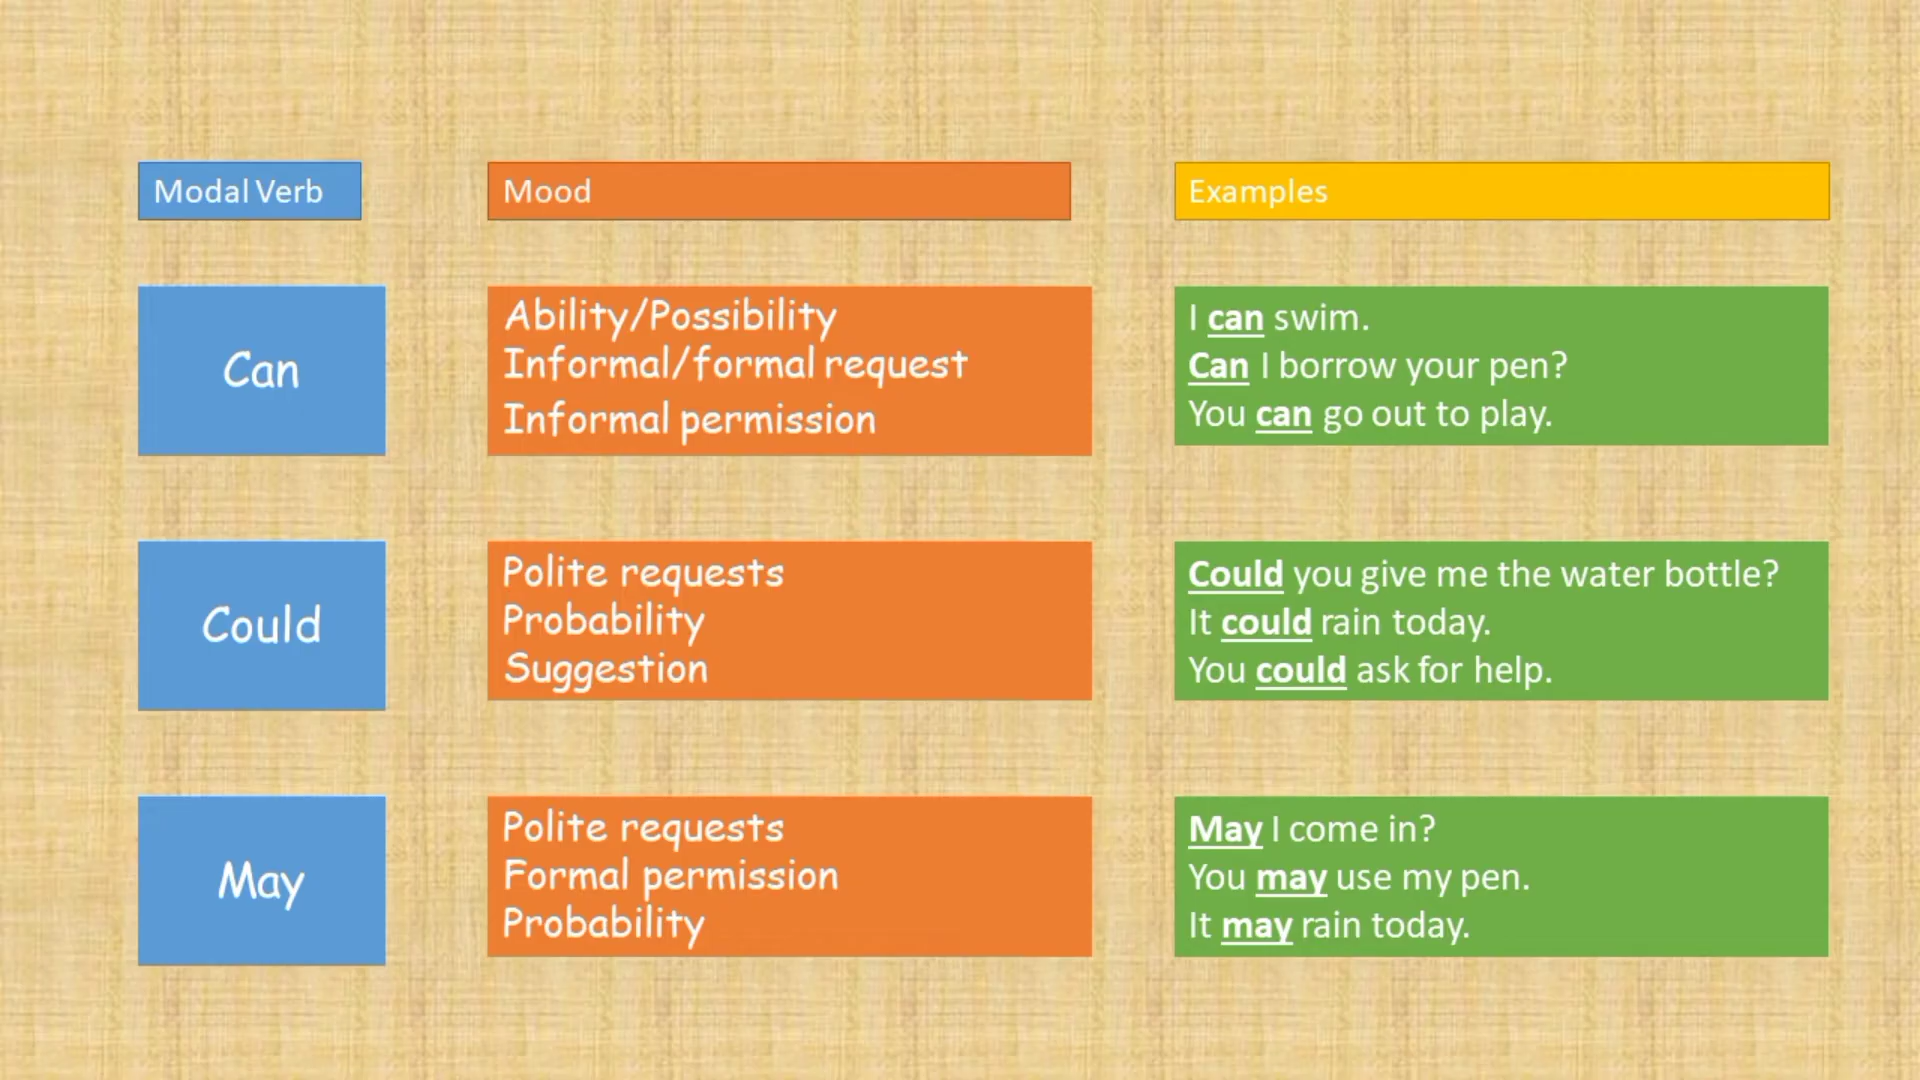 Modal Verb
Mood
Examples
Can
Ability/Possibility
Informal/formal request
Informal permission
I can swim.
Can I borrow your pen?
You can go out to play.
Could
Polite requests
Probability
Suggestion
Could you give me the water bottle?
It could rain today.
You could ask for help.
May
Polite requests
Formal permission
Probability
May I come in?
You may use my pen.
It may rain today.